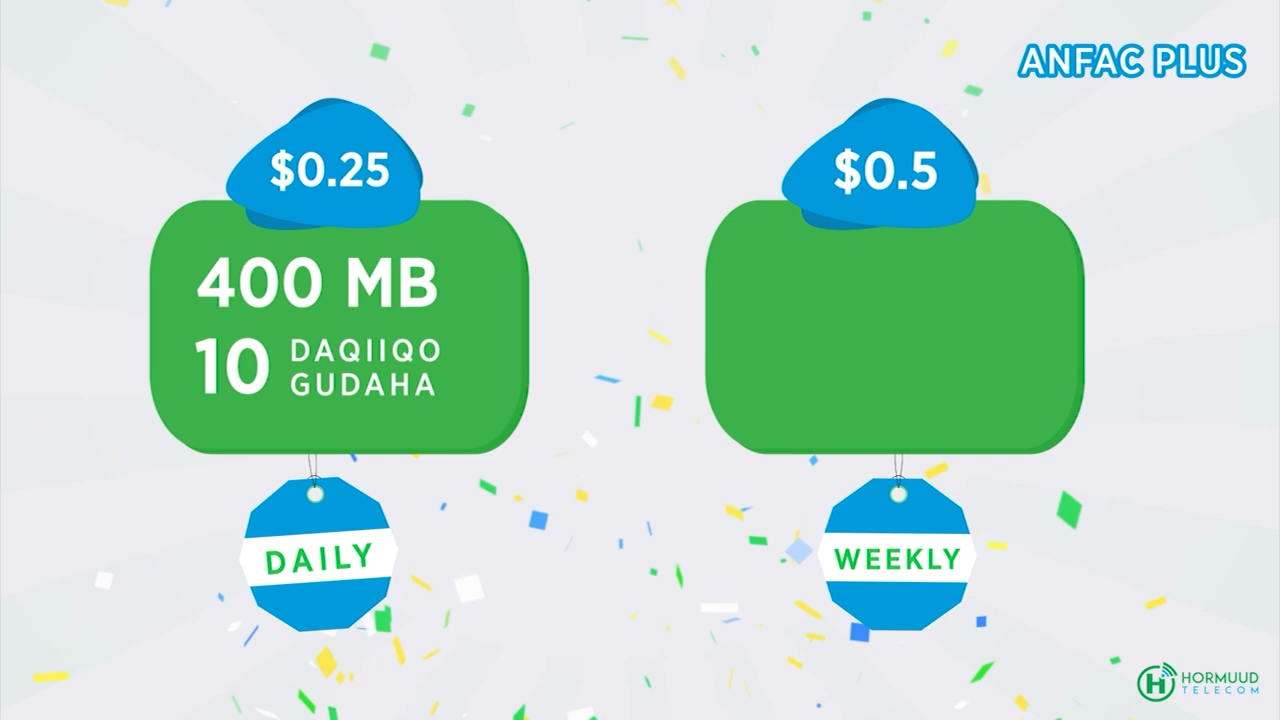 ANFAC PLUS
$0.25
400 MB
10 DAQIIQO
GUDAHA
DAILY
$0.5
WEEKLY
HORMUUD
TELECOM